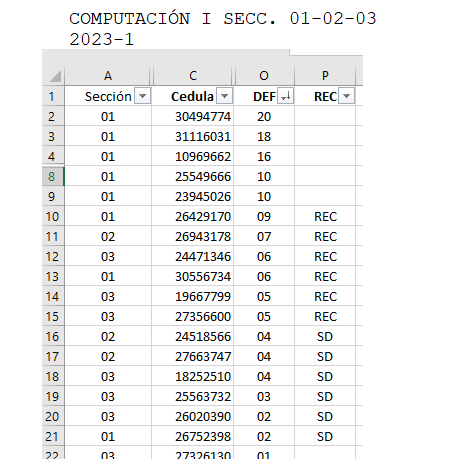 COMPUTACIÓN I SECC. 01-02-03
2023-1
A C O P
1 Sección Cedula DEF REC
2 01 30494774 20
3 01 31116031 18
4 01 10969662 16
8 01 25549666 10
9 01 23945026 10
10 01 26429170 09 REC
11 02 26943178 07 REC
12 03 24471346 06 REC
13 01 30556734 06 REC
14 03 19667799 05 REC
15 03 27356600 05 REC
16 02 24518566 04 SD
17 02 27663747 04 SD
18 03 18252510 04 SD
19 03 25563732 03 SD
20 03 26020390 02 SD
21 01 26752398 02 SD
22 03 27326130 01